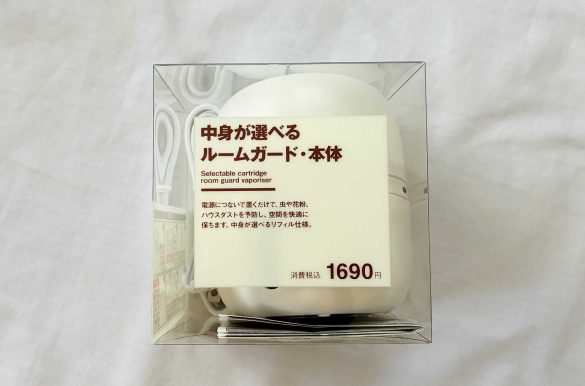 中身が選べる
ルームガード・本体
Selectable cartridge
room guard vaporiser
電源につないで置くだけで、虫や花粉、
ハウスダストを予防し、空間を快適に
保ちます。中身が選べるリフィル仕様。
消費税込 1690円